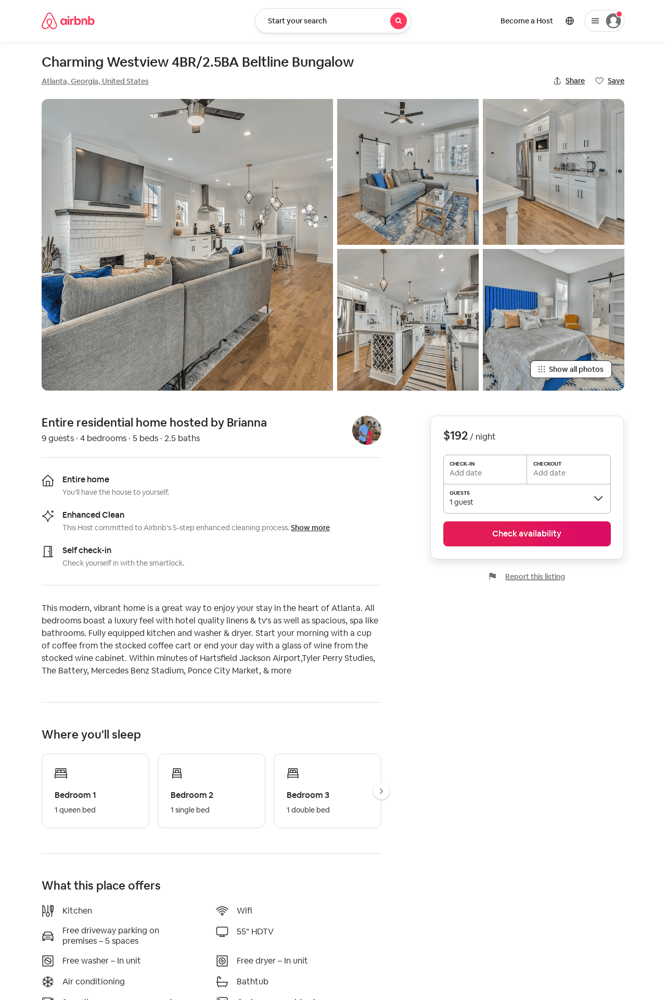 airbnb
Start your search
Become a Host
Charming Westview 4BR/2.5BA Beltline Bungalow
Atlanta, Georgia, United States
Share
Save
Show all photos
Entire residential home hosted by Brianna
9 guests · 4 bedrooms · 5 beds · 2.5 baths
Entire home
You’ll have the house to yourself.
Enhanced Clean
This Host committed to Airbnb's 5-step enhanced cleaning process. Show more
Self check-in
Check yourself in with the smartlock.
$192 / night
CHECK-IN
Add date
CHECKOUT
Add date
GUESTS
1 guest
Check availability
Report this listing
This modern, vibrant home is a great way to enjoy your stay in the heart of Atlanta. All
bedrooms boast a luxury feel with hotel quality linens & tv's as well as spacious, spa like
bathrooms. Fully equipped kitchen and washer & dryer. Start your morning with a cup
of coffee from the stocked coffee cart or end your day with a glass of wine from the
stocked wine cabinet. Within minutes of Hartsfield Jackson Airport,Tyler Perry Studies,
The Battery, Mercedes Benz Stadium, Ponce City Market, & more
Where you'll sleep
Bedroom 1
1 queen bed
Bedroom 2
1 single bed
Bedroom 3
1 double bed
What this place offers
Kitchen
Wifi
Free driveway parking on
premises – 5 spaces
55" HDTV
Free washer – In unit
Free dryer – In unit
Air conditioning
Bathtub